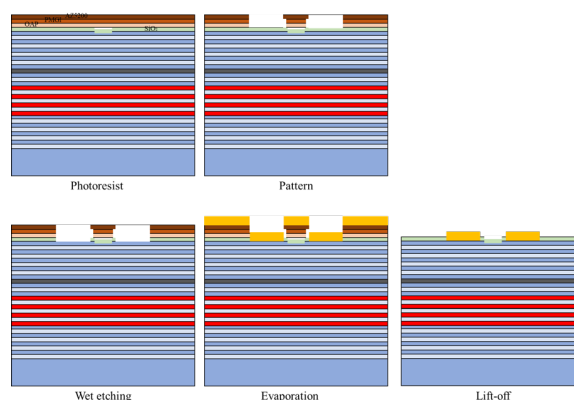 AZ5200
PMGI
OAP
SiO₂
Photoresist
Pattern
Wet etching
Evaporation
Lift-off